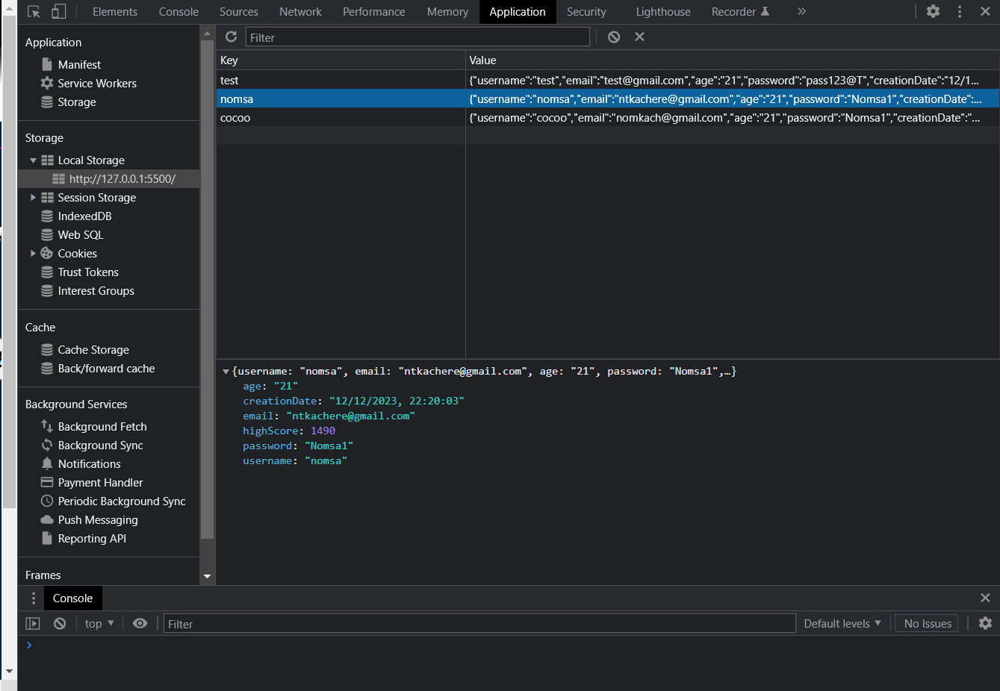 Elements Console Sources Network Performance Memory Application Security Lighthouse Recorder
Application
Manifest
Service Workers
Storage
Storage
Local Storage
http://127.0.0.1:5500/
Session Storage
IndexedDB
Web SQL
Cookies
Trust Tokens
Interest Groups
Cache
Cache Storage
Back/forward cache
Background Services
Background Fetch
Background Sync
Notifications
Payment Handler
Periodic Background Sync
Push Messaging
Reporting API
Frames
Filter
Key Value
test {"username":"test","email":"test@gmail.com","age":"21","password":"pass123@T","creationDate":"12/1...
nomsa {"username":"nomsa","email":"ntkachere@gmail.com","age":"21","password":"Nomsa1","creationDate":...
cocoo {"username":"cocoo","email":"nomkach@gmail.com","age":"21","password":"Nomsa1","creationDate":"...
{username: "nomsa", email: "ntkachere@gmail.com", age: "21", password: "Nomsa1",…}
age: "21"
creationDate: "12/12/2023, 22:20:03"
email: "ntkachere@gmail.com"
highScore: 1490
password: "Nomsa1"
username: "nomsa"
Console
top Filter Default levels No Issues